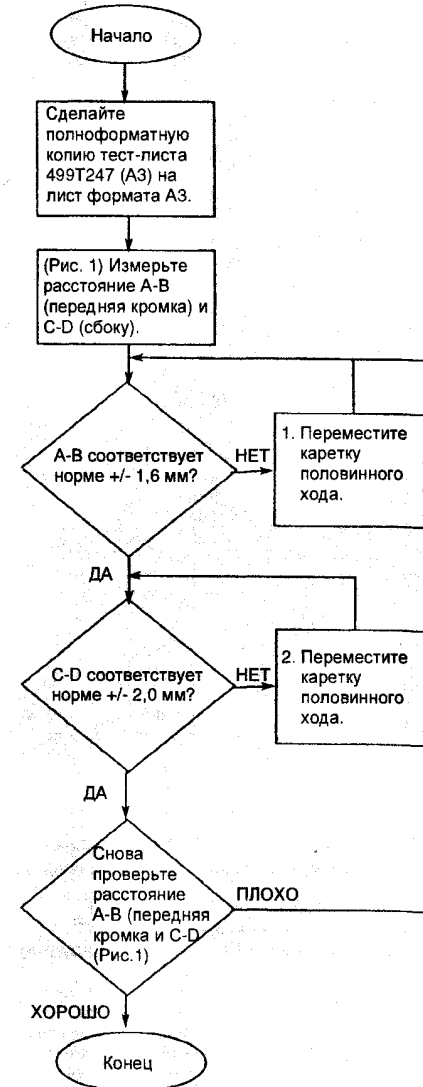 Начало
Сделайте
полноформатную
копию тест-листа
499T247 (A3) на
лист формата A3.
(Рис. 1) Измерьте
расстояние A-B
(передняя кромка) и
C-D (сбоку).
A-B соответствует
норме +/- 1,6 мм?
НЕТ
1. Переместите
каретку
половинного
хода.
ДА
C-D соответствует
норме +/- 2,0 мм?
НЕТ
2. Переместите
каретку
половинного
хода.
ДА
Снова
проверьте
расстояние
A-B (передняя
кромка и C-D
(Рис.1)
ПЛОХО
ХОРОШО
Конец